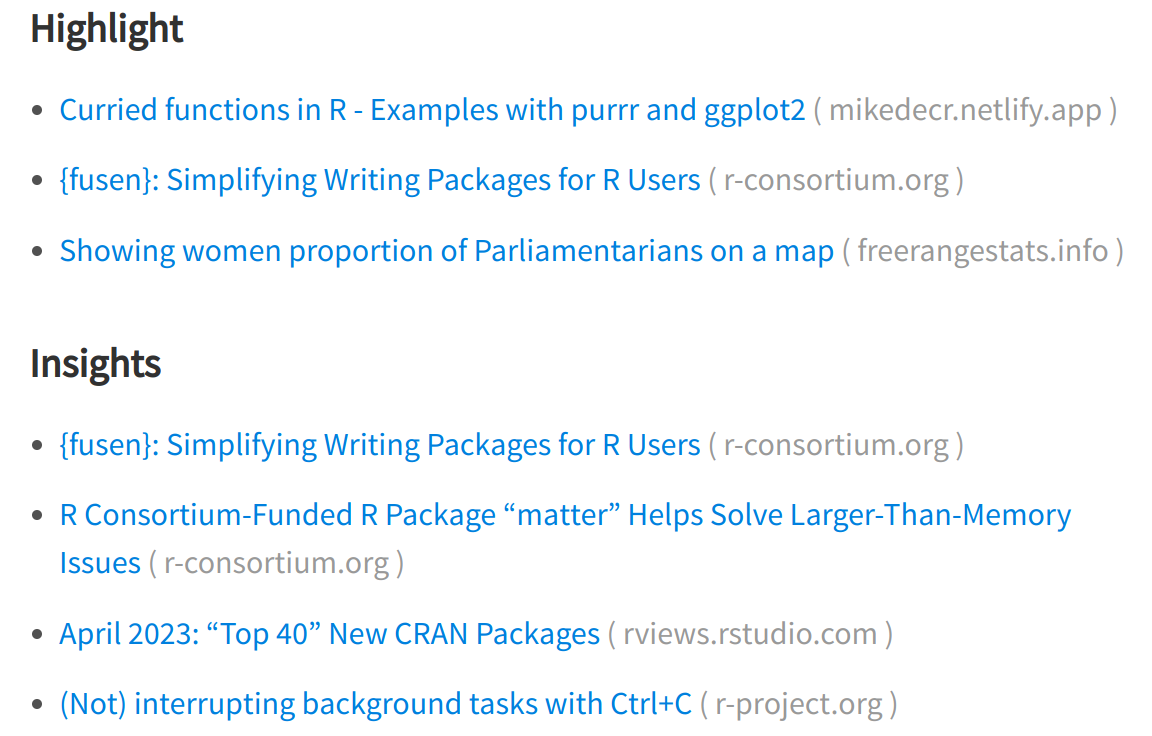 Highlight
• Curried functions in R - Examples with purrr and ggplot2 ( mikedecr.netlify.app )
• {fusen}: Simplifying Writing Packages for R Users ( r-consortium.org )
• Showing women proportion of Parliamentarians on a map ( freerangestats.info )
Insights
• {fusen}: Simplifying Writing Packages for R Users ( r-consortium.org )
• R Consortium-Funded R Package “matter” Helps Solve Larger-Than-Memory
Issues ( r-consortium.org )
• April 2023: “Top 40” New CRAN Packages ( rviews.rstudio.com )
• (Not) interrupting background tasks with Ctrl+C ( r-project.org )